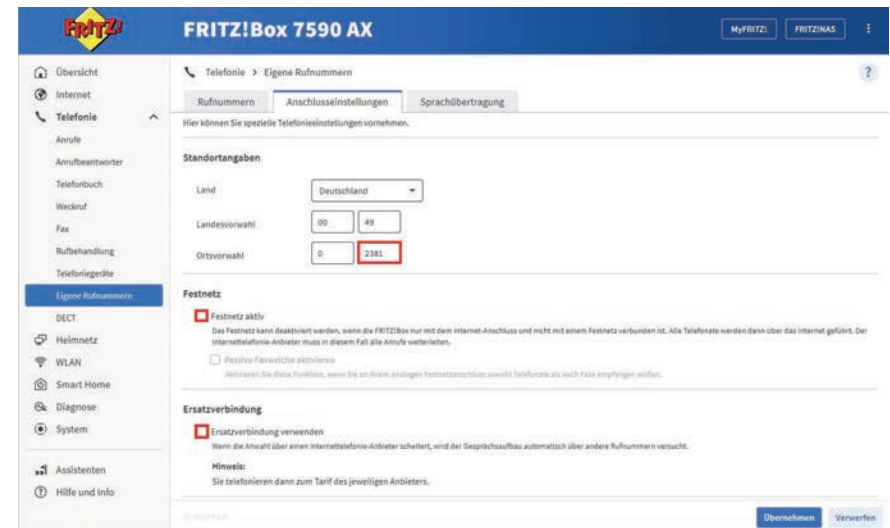 FRITZ!
FRITZ!Box 7590 AX
MyFRITZ!
FRITZ!NAS
Übersicht
Internet
Telefonie
Anrufe
Anrufbeantworter
Telefonbuch
Weckruf
Fax
Rufbehandlung
Telefoniegeräte
Eigene Rufnummern
DECT
Heimnetz
WLAN
Smart Home
Diagnose
System
Assistenten
Hilfe und Info
Telefonie > Eigene Rufnummern
?
Rufnummern Anschlusseinstellungen Sprachübertragung
Hier können Sie spezielle Telefonieeinstellungen vornehmen.
Standortangaben
Land Deutschland
Landesvorwahl 00 49
Ortsvorwahl 0 2381
Festnetz
Festnetz aktiv
Das Festnetz kann deaktiviert werden, wenn die FRITZ!Box nur mit dem Internet-Anschluss und nicht mit einem Festnetz verbunden ist. Alle Telefonate werden dann über das Internet geführt. Der
Internettelefonie-Anbieter muss in diesem Fall alle Anrufe weiterleiten.
Passive Faxweiche aktivieren
Aktivieren Sie diese Funktion, wenn Sie an Ihrem analogen Festnetzanschluss sowohl Telefonate als auch Faxe empfangen wollen.
Ersatzverbindung
Ersatzverbindung verwenden
Wenn die Anwahl über einen Internettelefonie-Anbieter scheitert, wird der Gesprächsaufbau automatisch über andere Rufnummern versucht.
Hinweis:
Sie telefonieren dann zum Tarif des jeweiligen Anbieters.
Übernehmen Verwerfen